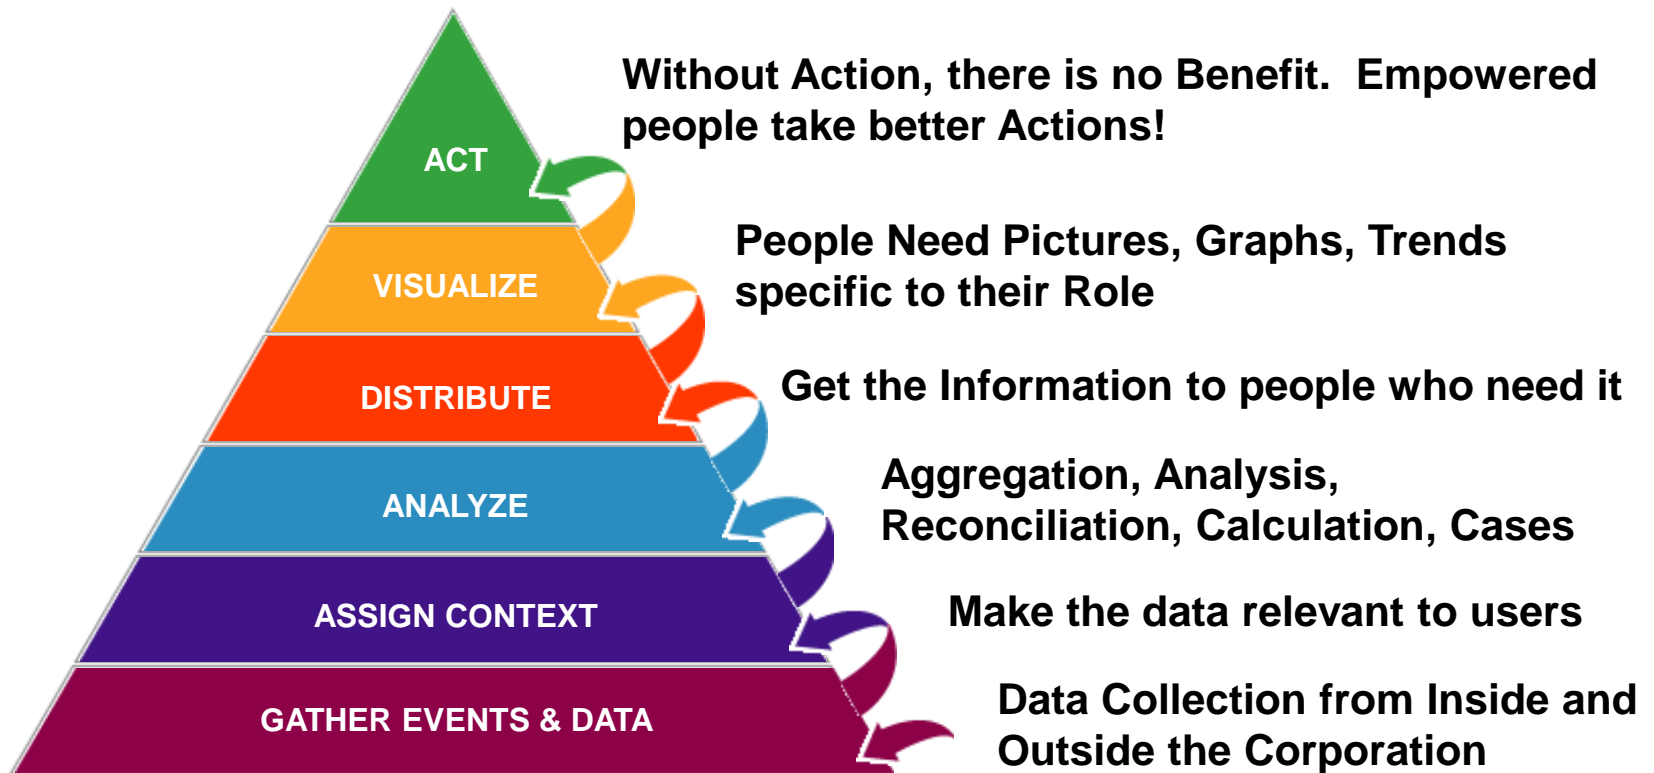 Without Action, there is no Benefit.  Empowered
people take better Actions!
ACT
People Need Pictures, Graphs, Trends
specific to their Role
VISUALIZE
Get the Information to people who need it
DISTRIBUTE
Aggregation, Analysis,
Reconciliation, Calculation, Cases
ANALYZE
Make the data relevant to users
ASSIGN CONTEXT
Data Collection from Inside and
Outside the Corporation
GATHER EVENTS & DATA